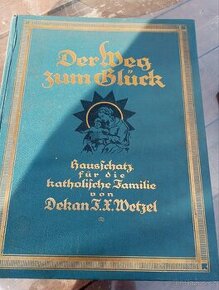 Der Weg
zum Glück
Hausschatz
für die
katholische Familie
von
Dekan F. X. Wetzel